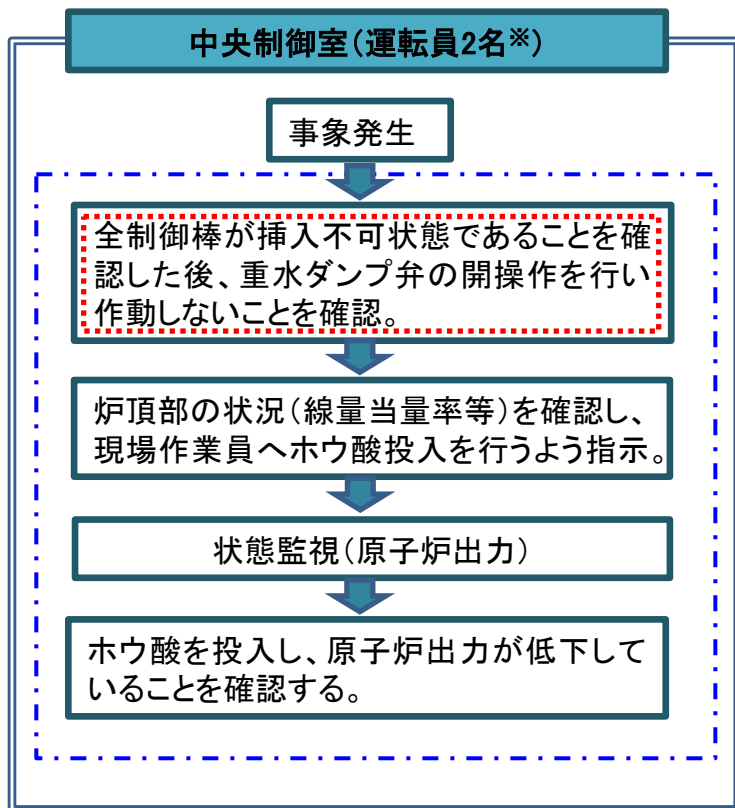 中央制御室(運転員2名※)
事象発生
全制御棒が挿入不可状態であることを確
認した後、重水ダンプ弁の開操作を行い
作動しないことを確認。
炉頂部の状況(線量当量率等)を確認し、
現場作業員へホウ酸投入を行うよう指示。
状態監視(原子炉出力)
ホウ酸を投入し、原子炉出力が低下して
いることを確認する。